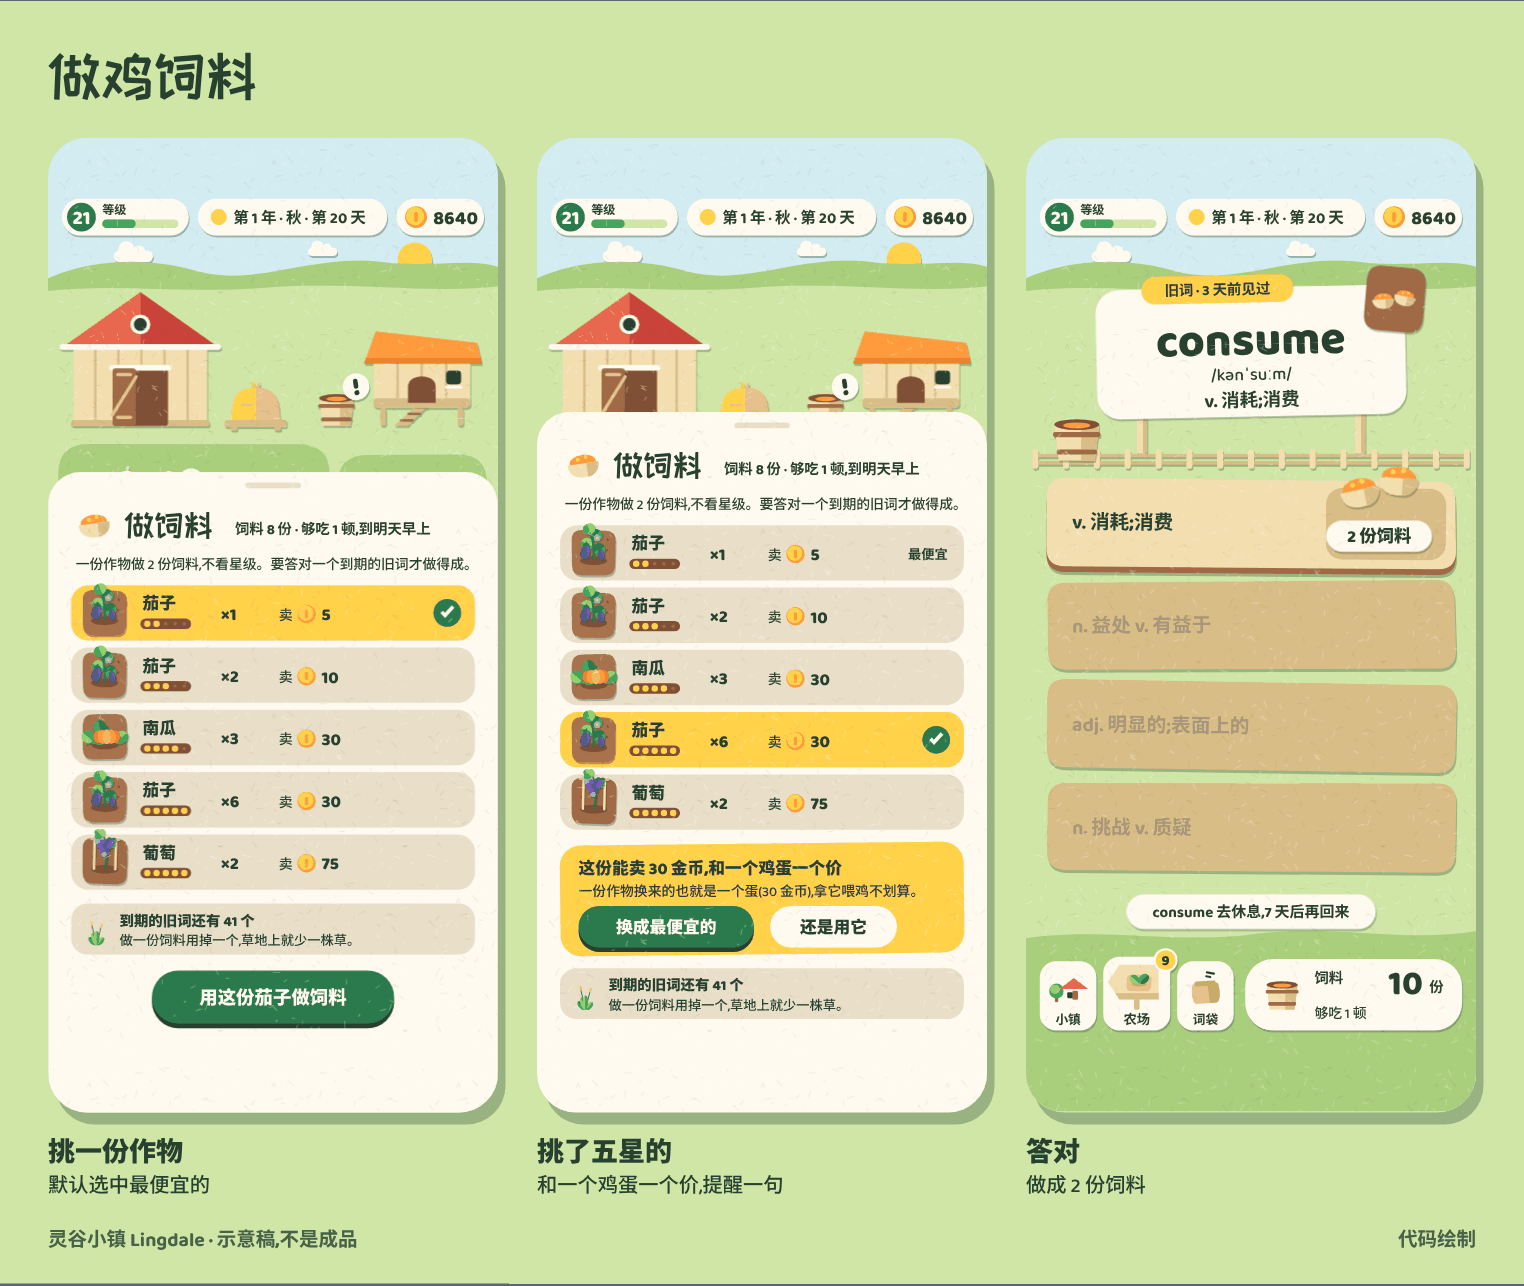 做鸡饲料
21 等级
第1年·秋·第20天
8640
做饲料 饲料8份·够吃1顿,到明天早上
一份作物做2份饲料,不看星级。要答对一个到期的旧词才做得成。
茄子 ×1 卖 5
茄子 ×2 卖 10
南瓜 ×3 卖 30
茄子 ×6 卖 30
葡萄 ×2 卖 75
到期的旧词还有41个
做一份饲料用掉一个,草地上就少一株草。
用这份茄子做饲料
挑一份作物
默认选中最便宜的
21 等级
第1年·秋·第20天
8640
做饲料 饲料8份·够吃1顿,到明天早上
一份作物做2份饲料,不看星级。要答对一个到期的旧词才做得成。
茄子 ×1 卖 5 最便宜
茄子 ×2 卖 10
南瓜 ×3 卖 30
茄子 ×6 卖 30
葡萄 ×2 卖 75
这份能卖30金币,和一个鸡蛋一个价
一份作物换来的也就是一个蛋(30金币),拿它喂鸡不划算。
换成最便宜的 还是用它
到期的旧词还有41个
做一份饲料用掉一个,草地上就少一株草。
挑了五星的
和一个鸡蛋一个价,提醒一句
21 等级
第1年·秋·第20天
8640
旧词·3天前见过
consume
/kənˈsuːm/
v. 消耗;消费
v. 消耗;消费
2份饲料
n. 益处 v. 有益于
adj. 明显的;表面上的
n. 挑战 v. 质疑
consume 去休息,7天后再回来
小镇
9
农场
词袋
饲料 10 份
够吃1顿
答对
做成2份饲料
灵谷小镇 Lingdale · 示意稿,不是成品
代码绘制